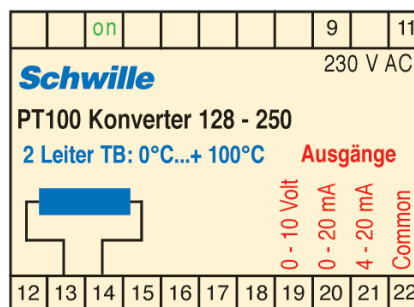 on 9 11
230 V AC
Schwille
PT100 Konverter 128 - 250
2 Leiter TB: 0°C...+ 100°C Ausgänge
0 - 10 Volt
0 - 20 mA
4 - 20 mA
Common
12 13 14 15 16 17 18 19 20 21 22